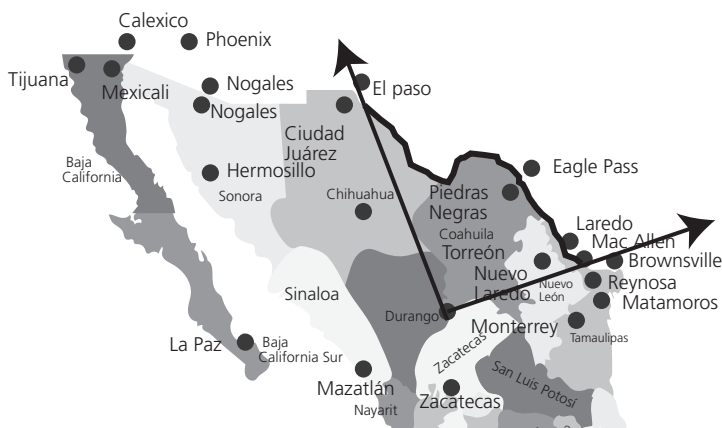 Calexico
Phoenix
Tijuana
Mexicali
Nogales
Nogales
El paso
Ciudad
Juárez
Baja
California
Hermosillo
Sonora
Chihuahua
Eagle Pass
Piedras
Negras
Coahuila
Torreón
Laredo
Mac Allen
Brownsville
Nuevo
Laredo
Nuevo
León
Reynosa
Matamoros
Sinaloa
Durango
Monterrey
Tamaulipas
La Paz
Baja
California Sur
Zacatecas
San Luis Potosí
Mazatlán
Nayarit
Zacatecas